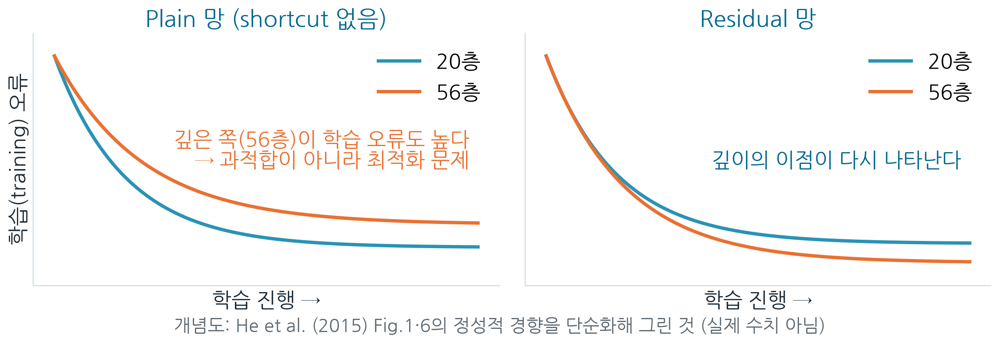 Plain 망 (shortcut 없음)
학습(training) 오류
20층
56층
깊은 쪽(56층)이 학습 오류도 높다
→ 과적합이 아니라 최적화 문제
학습 진행 →
Residual 망
20층
56층
깊이의 이점이 다시 나타난다
학습 진행 →
개념도: He et al. (2015) Fig.1·6의 정성적 경향을 단순화해 그린 것 (실제 수치 아님)